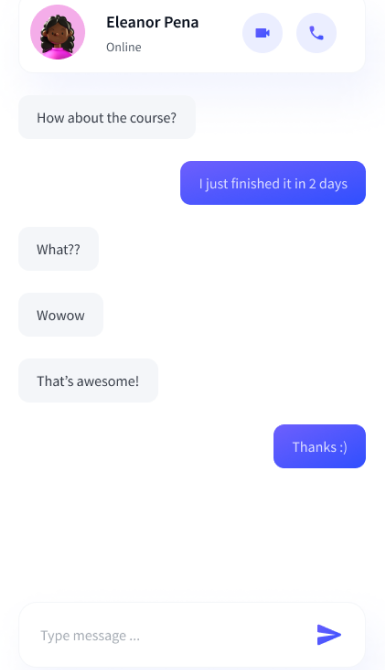 Eleanor Pena
Online
How about the course?
I just finished it in 2 days
What??
Wowow
That’s awesome!
Thanks :)
Type message ...